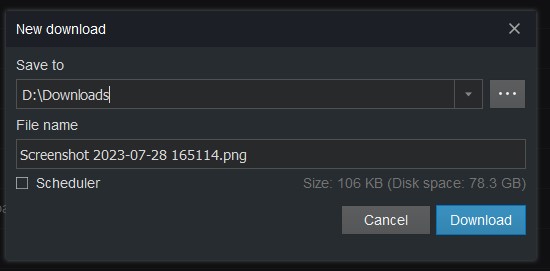 New download
Save to
D:\Downloads
File name
Screenshot 2023-07-28 165114.png
Scheduler
Size: 106 KB (Disk space: 78.3 GB)
Cancel
Download